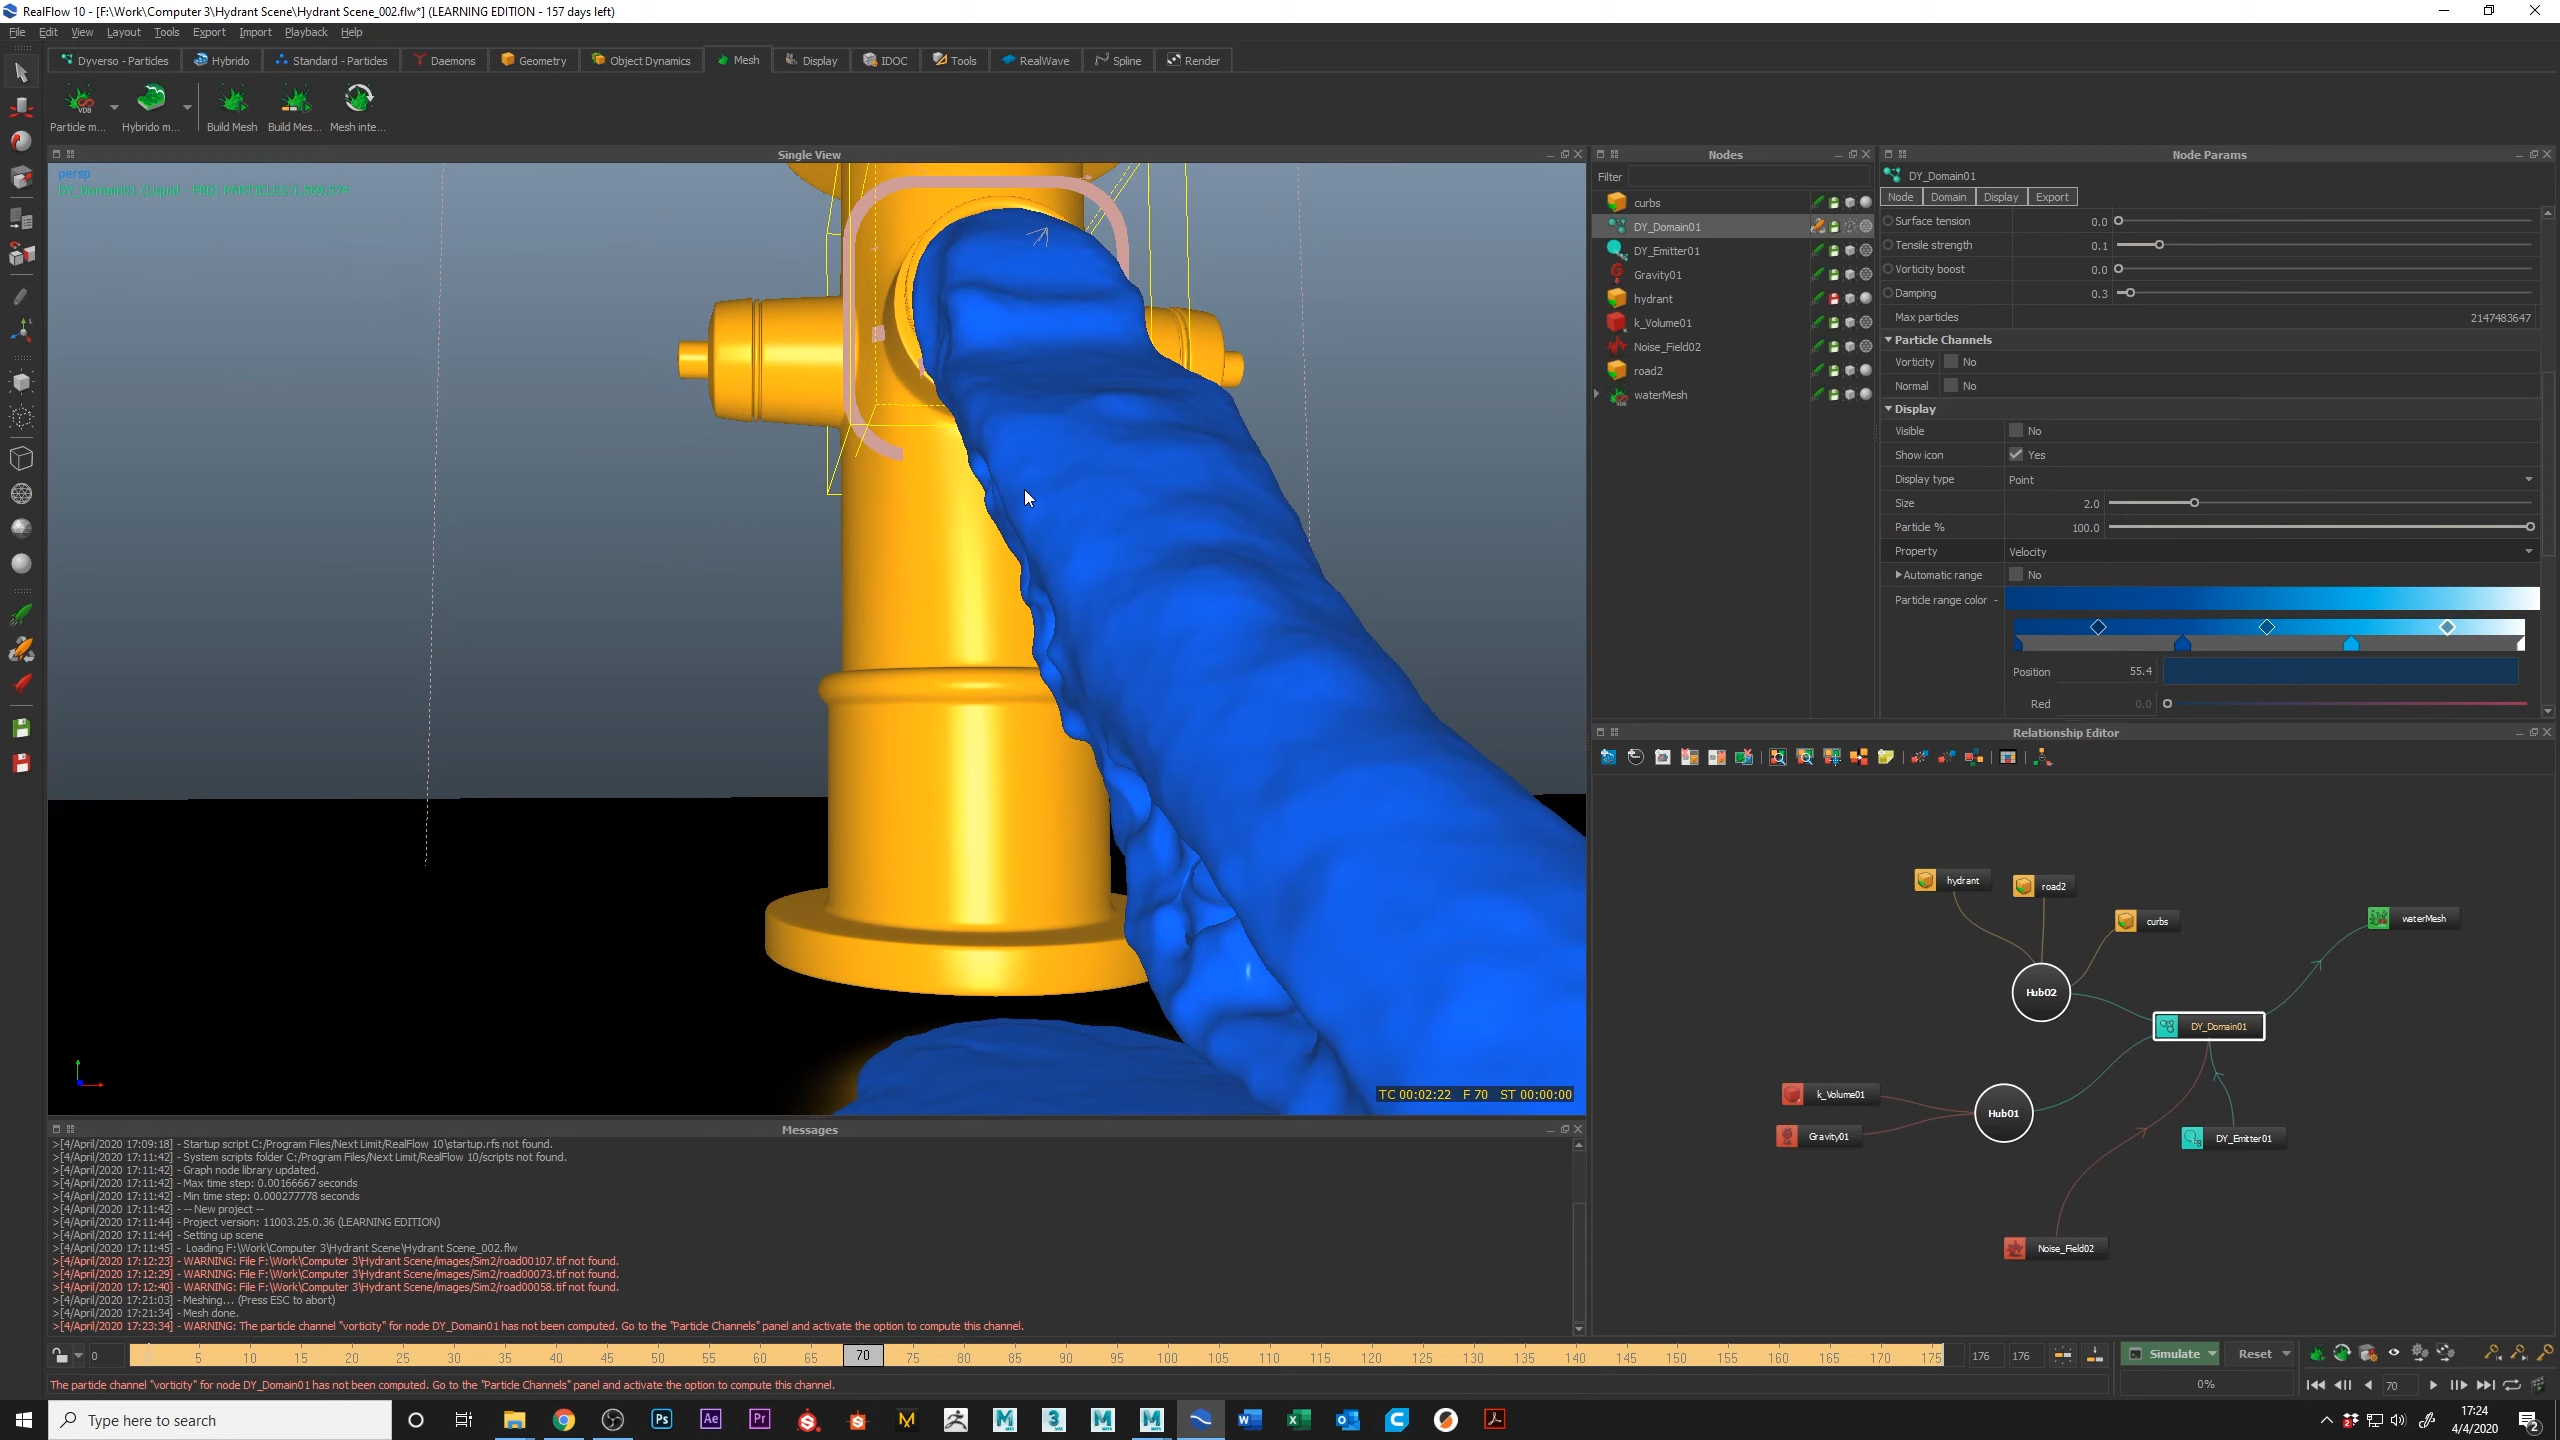 RealFlow 10 - [F:\Work\Computer 3\Hydrant Scene\Hydrant Scene_002.flw*] (LEARNING EDITION - 157 days left)
File Edit View Layout Tools Export Import Playback Help
Dyverso - Particles Hybrido Standard - Particles Daemons Geometry Object Dynamics Mesh Display IDOC Tools RealWave Spline Render
Particle m... Hybrido m... Build Mesh Build Mes... Mesh inte...
Single View
persp
DY_Domain01 (Liquid - PBD) PARTICLES:1,569,574
TC 00:02:22 F 70 ST 00:00:00
Nodes
Filter
curbs
DY_Domain01
DY_Emitter01
Gravity01
hydrant
k_Volume01
Noise_Field02
road2
waterMesh
Node Params
DY_Domain01
Node Domain Display Export
Surface tension 0.0
Tensile strength 0.1
Vorticity boost 0.0
Damping 0.3
Max particles 2147483647
Particle Channels
Vorticity No
Normal No
Display
Visible No
Show icon Yes
Display type Point
Size 2.0
Particle % 100.0
Property Velocity
Automatic range No
Particle range color -
Position 55.4
Red 0.0
Relationship Editor
hydrant
road2
curbs
waterMesh
Hub02
DY_Domain01
k_Volume01
Hub01
Gravity01
DY_Emitter01
Noise_Field02
Messages
>[4/April/2020 17:09:18] - Startup script C:/Program Files/Next Limit/RealFlow 10\startup.rfs not found.
>[4/April/2020 17:11:42] - System scripts folder C:/Program Files/Next Limit/RealFlow 10/scripts not found.
>[4/April/2020 17:11:42] - Graph node library updated.
>[4/April/2020 17:11:42] - Max time step: 0.00166667 seconds
>[4/April/2020 17:11:42] - Min time step: 0.000277778 seconds
>[4/April/2020 17:11:42] - -- New project --
>[4/April/2020 17:11:44] - Project version: 11003.25.0.36 (LEARNING EDITION)
>[4/April/2020 17:11:44] - Setting up scene
>[4/April/2020 17:11:45] - Loading F:\Work\Computer 3\Hydrant Scene\Hydrant Scene_002.flw
>[4/April/2020 17:12:23] - WARNING: File F:\Work\Computer 3\Hydrant Scene/images/Sim2/road00107.tif not found.
>[4/April/2020 17:12:29] - WARNING: File F:\Work\Computer 3\Hydrant Scene/images/Sim2/road00073.tif not found.
>[4/April/2020 17:12:40] - WARNING: File F:\Work\Computer 3\Hydrant Scene/images/Sim2/road00058.tif not found.
>[4/April/2020 17:21:03] - Meshing... (Press ESC to abort)
>[4/April/2020 17:21:34] - Mesh done.
>[4/April/2020 17:23:34] - WARNING: The particle channel "vorticity" for node DY_Domain01 has not been computed. Go to the "Particle Channels" panel and activate the option to compute this channel.
0 5 10 15 20 25 30 35 40 45 50 55 60 65 70 75 80 85 90 95 100 105 110 115 120 125 130 135 140 145 150 155 160 165 170 175 176 176
Simulate Reset
The particle channel "vorticity" for node DY_Domain01 has not been computed. Go to the "Particle Channels" panel and activate the option to compute this channel.
0% 70
Type here to search
Ps Ae Pr
17:24
4/4/2020
2